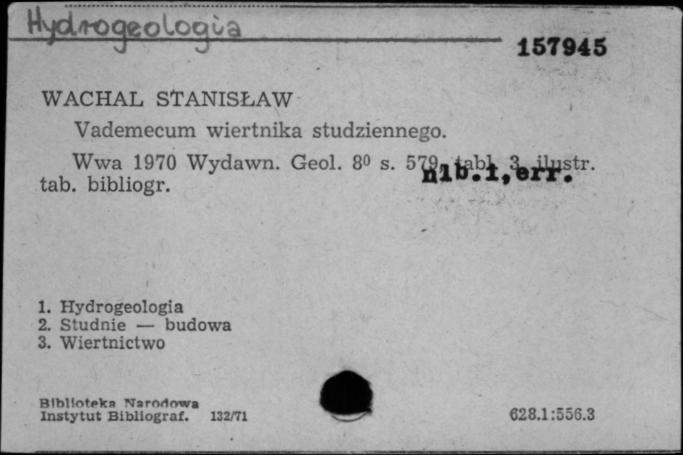 Hydrogeologia
157945
WACHAL STANISŁAW
Vademecum wiertnika studziennego.
Wwa 1970 Wydawn. Geol. 8⁰ s. 579, tabl. 3, ilustr.
nlb.1,err.
tab. bibliogr.
1. Hydrogeologia
2. Studnie — budowa
3. Wiertnictwo
Biblioteka Narodowa
Instytut Bibliograf. 132/71
628.1:556.3